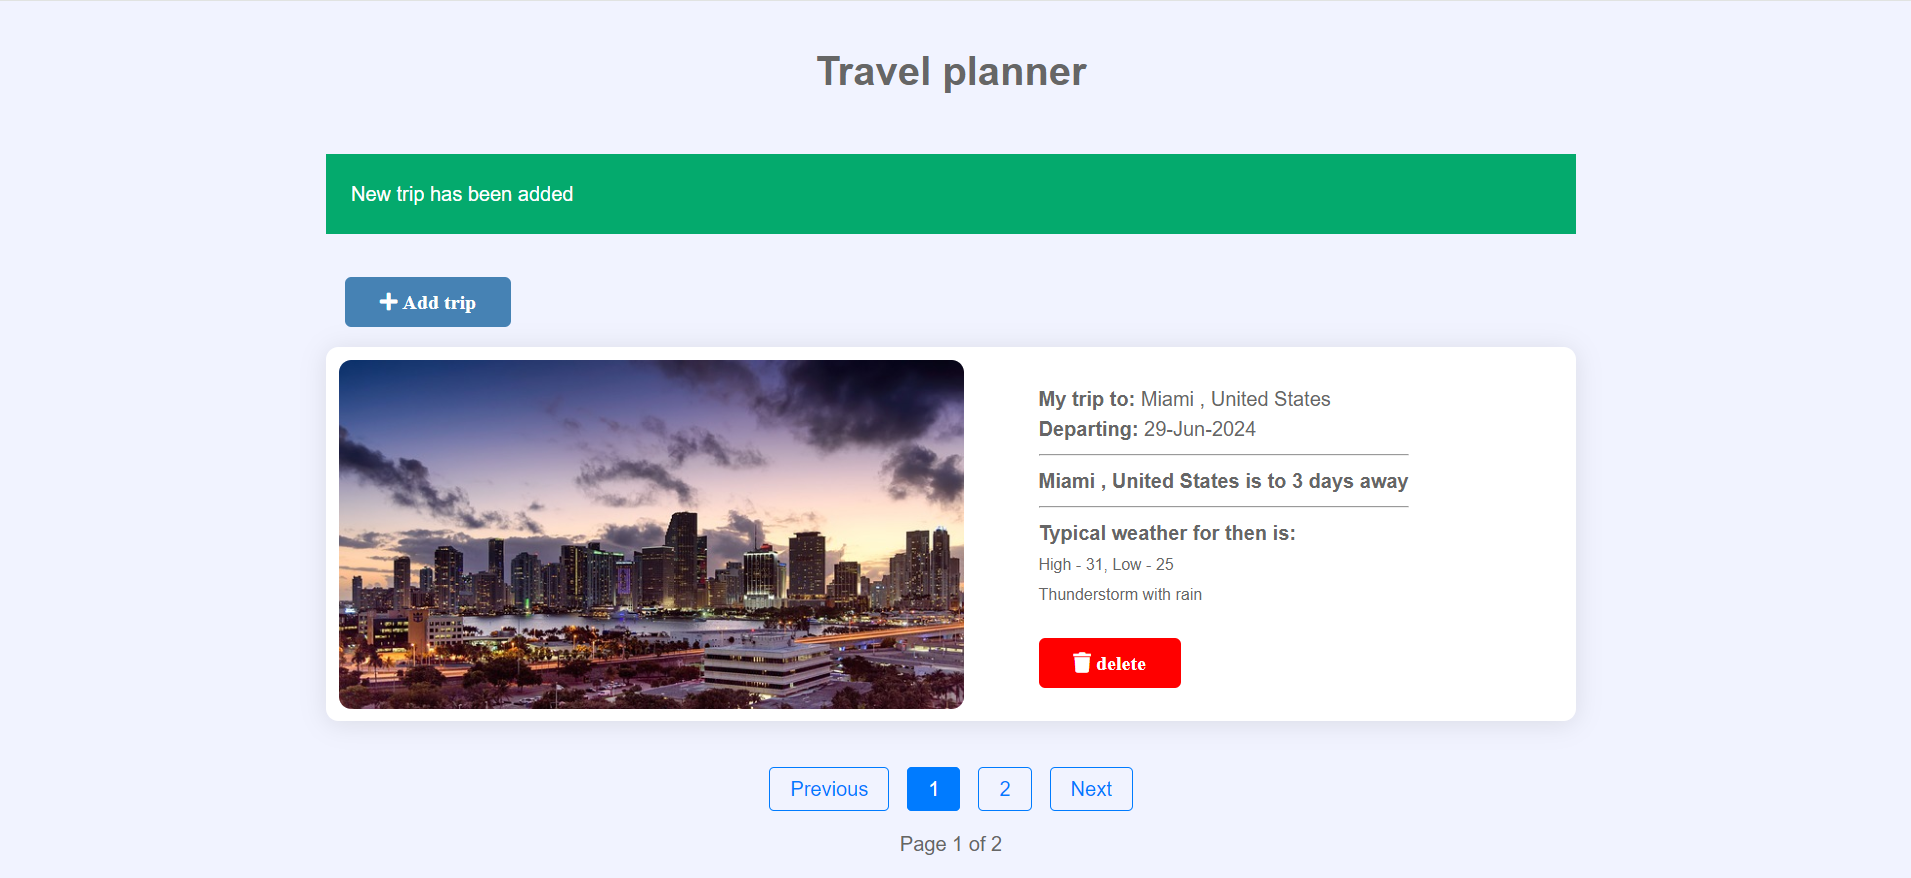 Travel planner
New trip has been added
Add trip
My trip to: Miami , United States
Departing: 29-Jun-2024
Miami , United States is to 3 days away
Typical weather for then is:
High - 31, Low - 25
Thunderstorm with rain
delete
Previous 1 2 Next
Page 1 of 2